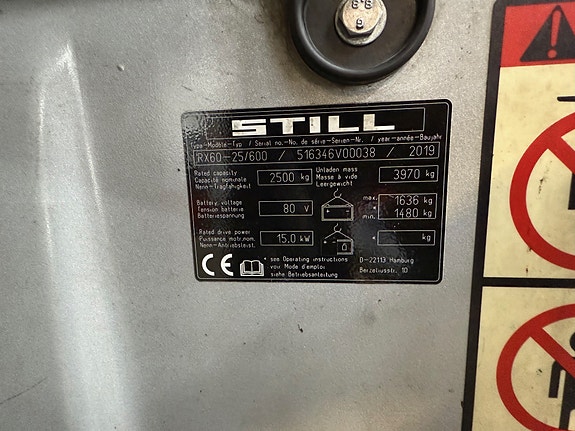 STILL
Type-Modèle-Typ / Serial no.-No. de série-Serien-Nr. / year-année-Baujahr
RX60-25/600 / 516346V00038 / 2019
Rated capacity
Capacité nominale
Nenn-Tragfähigkeit
2500 kg
Unladen mass
Masse à vide
Leergewicht
3970 kg
Battery voltage
Tension batterie
Batteriespannung
80 V
max. 1636 kg
min. 1480 kg
Rated drive power
Puissance motr.nom.
Nenn-Antriebsleist.
15.0 kW
* kg
CE
* see Operating instructions
voir Mode d'emploi
siehe Betriebsanleitung
D-22113 Hamburg
Berzeliusstr. 10